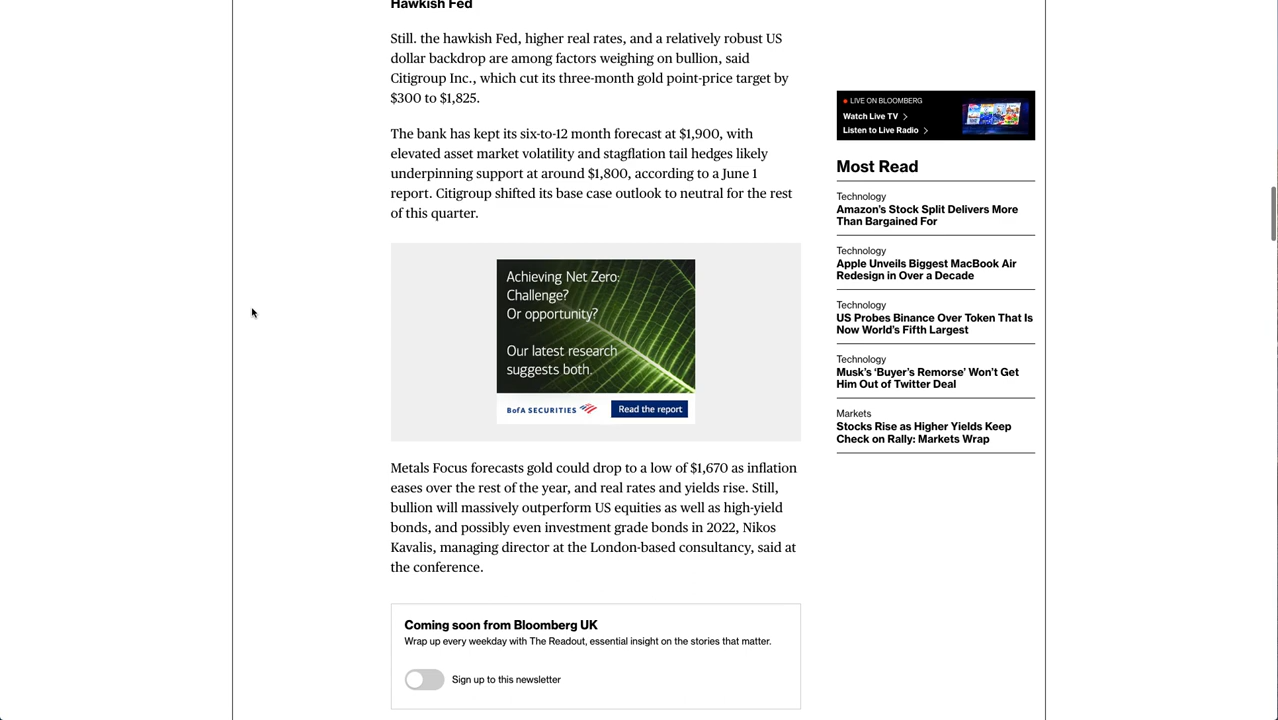 Hawkish Fed
Still. the hawkish Fed, higher real rates, and a relatively robust US
dollar backdrop are among factors weighing on bullion, said
Citigroup Inc., which cut its three-month gold point-price target by
$300 to $1,825.
The bank has kept its six-to-12 month forecast at $1,900, with
elevated asset market volatility and stagflation tail hedges likely
underpinning support at around $1,800, according to a June 1
report. Citigroup shifted its base case outlook to neutral for the rest
of this quarter.
Achieving Net Zero:
Challenge?
Or opportunity?
Our latest research
suggests both.
BofA SECURITIES
Read the report
Metals Focus forecasts gold could drop to a low of $1,670 as inflation
eases over the rest of the year, and real rates and yields rise. Still,
bullion will massively outperform US equities as well as high-yield
bonds, and possibly even investment grade bonds in 2022, Nikos
Kavalis, managing director at the London-based consultancy, said at
the conference.
Coming soon from Bloomberg UK
Wrap up every weekday with The Readout, essential insight on the stories that matter.
Sign up to this newsletter
LIVE ON BLOOMBERG
Watch Live TV
Listen to Live Radio
Most Read
Technology
Amazon’s Stock Split Delivers More
Than Bargained For
Technology
Apple Unveils Biggest MacBook Air
Redesign in Over a Decade
Technology
US Probes Binance Over Token That Is
Now World’s Fifth Largest
Technology
Musk’s ‘Buyer’s Remorse’ Won’t Get
Him Out of Twitter Deal
Markets
Stocks Rise as Higher Yields Keep
Check on Rally: Markets Wrap